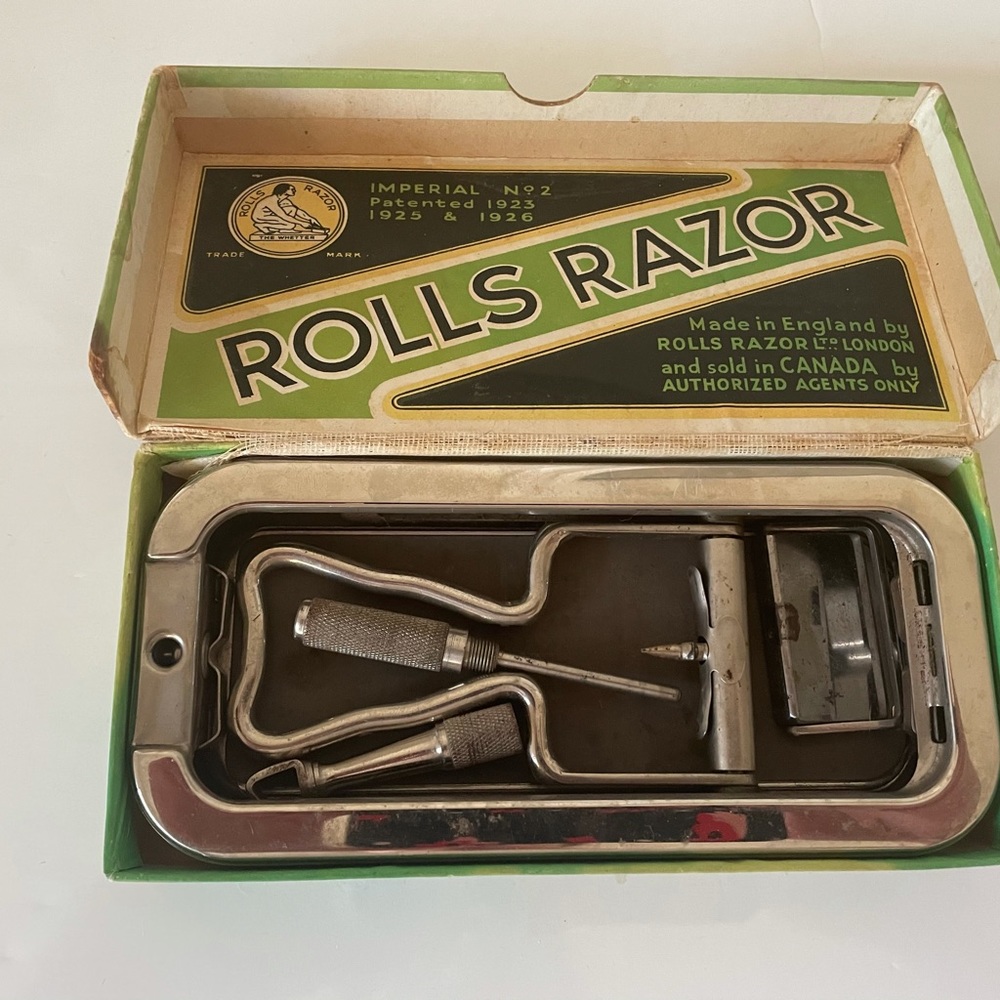 ROLLS RAZOR
THE WHETTER
TRADE MARK
IMPERIAL Nº2
Patented 1923
1925 & 1926
ROLLS RAZOR
Made in England by
ROLLS RAZOR LTD. LONDON
and sold in CANADA by
AUTHORIZED AGENTS ONLY